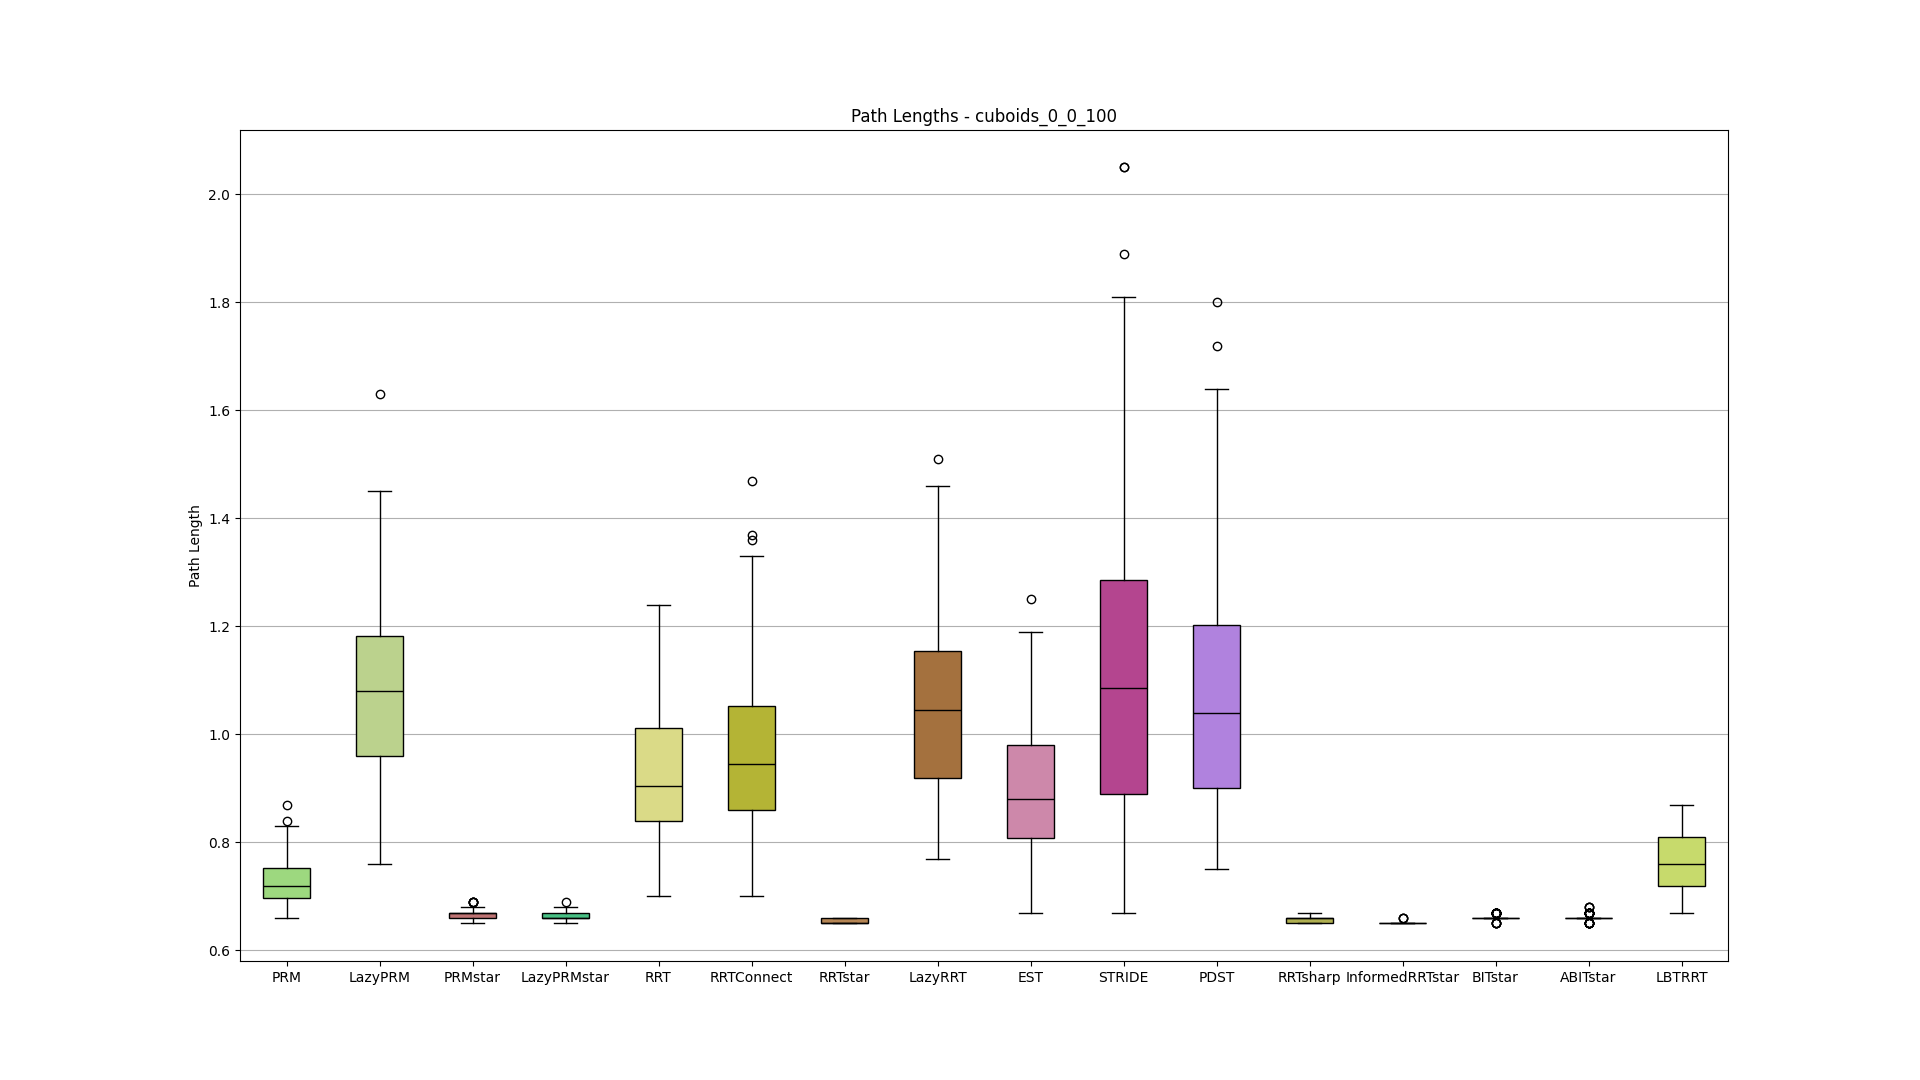 Path Lengths - cuboids_0_0_100
Path Length
2.0
1.8
1.6
1.4
1.2
1.0
0.8
0.6
PRM LazyPRM PRMstar LazyPRMstar RRT RRTConnect RRTstar LazyRRT EST STRIDE PDST RRTsharp InformedRRTstar BITstar ABITstar LBTRRT